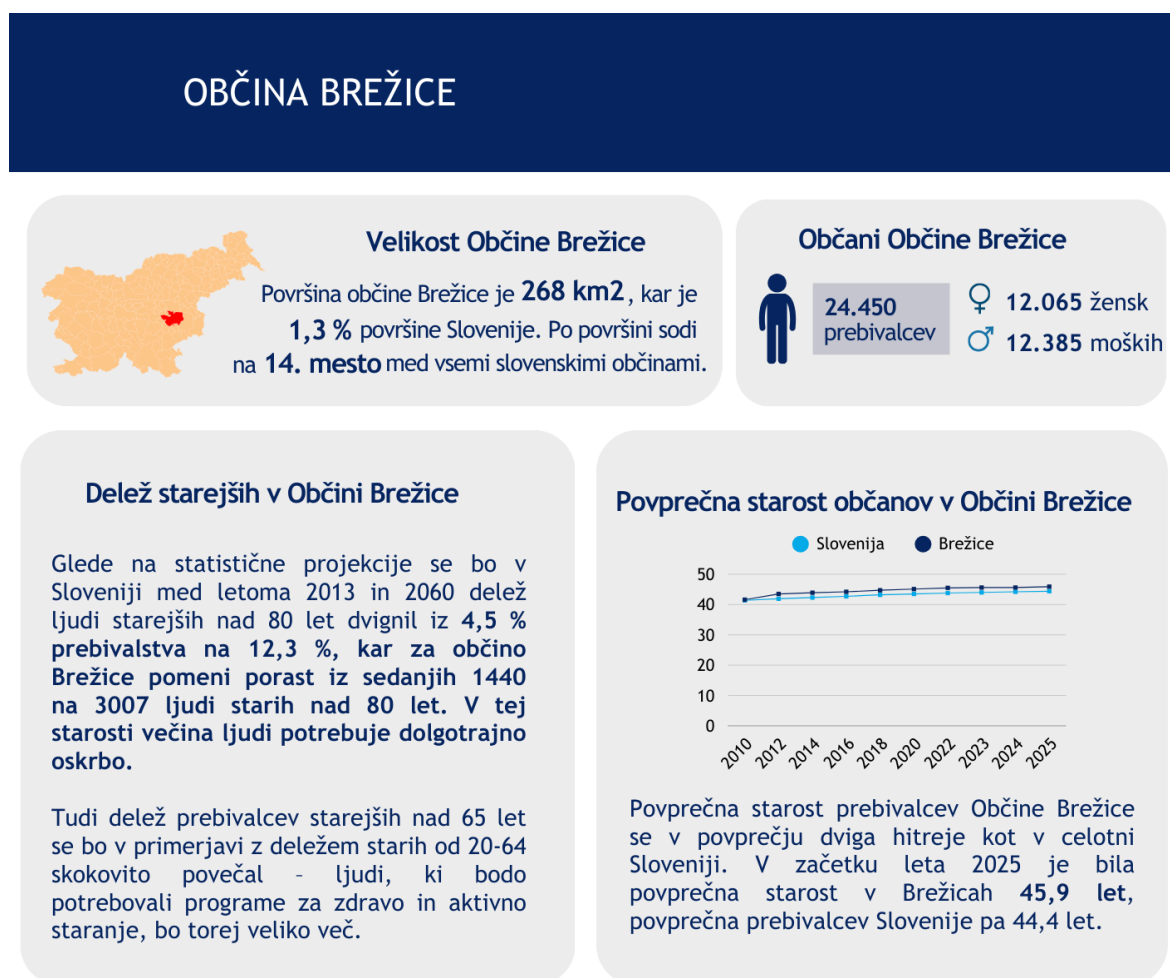 OBČINA BREŽICE
Velikost Občine Brežice
Površina občine Brežice je 268 km2, kar je
1,3 % površine Slovenije. Po površini sodi
na 14. mesto med vsemi slovenskimi občinami.
Občani Občine Brežice
24.450
prebivalcev
12.065 žensk
12.385 moških
Delež starejših v Občini Brežice
Glede na statistične projekcije se bo v
Sloveniji med letoma 2013 in 2060 delež
ljudi starejših nad 80 let dvignil iz 4,5 %
prebivalstva na 12,3 %, kar za občino
Brežice pomeni porast iz sedanjih 1440
na 3007 ljudi starih nad 80 let. V tej
starosti večina ljudi potrebuje dolgotrajno
oskrbo.
Tudi delež prebivalcev starejših nad 65 let
se bo v primerjavi z deležem starih od 20-64
skokovito povečal – ljudi, ki bodo
potrebovali programe za zdravo in aktivno
staranje, bo torej veliko več.
Povprečna starost občanov v Občini Brežice
Slovenija Brežice
50
40
30
20
10
0
2010 2012 2014 2016 2018 2020 2022 2023 2024 2025
Povprečna starost prebivalcev Občine Brežice
se v povprečju dviga hitreje kot v celotni
Sloveniji. V začetku leta 2025 je bila
povprečna starost v Brežicah 45,9 let,
povprečna prebivalcev Slovenije pa 44,4 let.